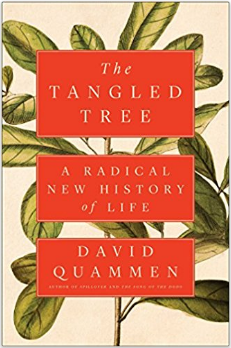 The
TANGLED
TREE
A RADICAL
NEW HISTORY
of LIFE
DAVID
QUAMMEN
AUTHOR OF SPILLOVER AND THE SONG OF THE DODO